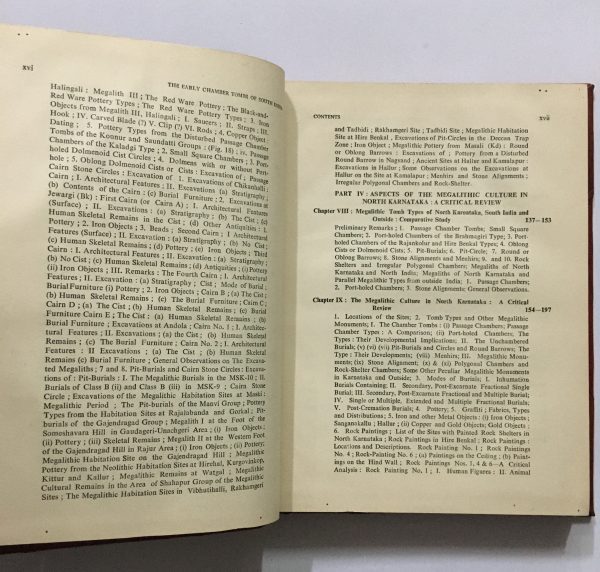 xvi
THE EARLY CHAMBER TOMBS OF SOUTH INDIA
Halingali : Megalith III ; The Red Ware Pottery : The Black-and-
Red Ware Pottery Types ; The Red Ware Pottery Types ; 3. Iron
Objects from Megalith III, Halingali ; I. Saucers ; II. Straps : III.
Hook ; IV. Carved Blade (?) V. Clip (?) VI. Rods ; 4. Copper Object :
Dating ; 5. Pottery Types from the Disturbed Passage Chamber
Tombs of the Konnur and Saundatti Groups : (Fig. 18) ; iv. Passage
Chambers of the Kaladgi Type ; 2. Small Square Chambers ; 3. Port-
holed Dolmenoid Cist Circles ; 4. Dolmens with or without Port-
hole ; 5. Oblong Dolmenoid Cists or Cists : Excavation of ; Passage
Cairn Stone Circles : Excavation of 1. Excavations of Chikanhalli :
Cairn ; I. Architectural Features ; II. Excavations (a) Stratigraphy ;
(b) Contents of the Cairn : (c) Burial Furniture ; 2. Excavations at
Jewargi (Bk) : First Cairn (or Cairn A) ; I. Architectural Features
(Surface) ; II. Excavations : (a) Stratigraphy ; (b) The Cist ; (c)
Human Skeletal Remains in the Cist ; (d) Other Antiquities : 1.
Pottery ; 2. Iron Objects ; 3. Beads ; Second Cairn ; I Architectural
Features (Surface) : II. Excavation : (a) Stratigraphy ; (b) No Cist ;
(c) Human Skeletal Remains ; (d) Pottery ; (e) Iron Objects ; Third
Cairn : I. Architectural Features ; II. Excavation : (a) Stratigraphy ;
(b) No Cist ; (c) Human Skeletal Remains ; (d) Antiquities ; (i) Pottery
(ii) Iron Objects ; III. Remarks : The Fourth Cairn ; I. Architectural
Features ; II. Excavation : (a) Stratigraphy ; Cist ; Mode of Burial ;
Burial Furniture (i) Pottery ; 2. Iron Objects ; Cairn B ; (a) The Cist ;
(b) Human Skeletal Remains ; (c) The Burial Furniture ; Cairn C ;
Cairn D ; (a) The Cist ; (b) Human Skeletal Remains ; (c) Burial
Furniture Cairn E ; The Cist : (a) Human Skeletal Remains ; (b)
Burial Furniture ; Excavations at Andola ; Cairn No. 1 ; I. Architec-
tural Features ; II. Excavations ; (a) the Cist ; (b) Human Skeletal
Remains ; (c) The Burial Furniture ; Cairn No. 2 ; I. Architectural
Features : II Excavations ; (a) The Cist ; (b) Human Skeletal
Remains (c) Burial Furniture ; General Observations on The Excava-
ted Megaliths ; 7 and 8. Pit-Burials and Cairn Stone Circles : Excava-
tions of : Pit-Burials : I. The Megalithic Burials in the MSK-10 ; II.
Burials of Class B (ii) and Class B (iii) in MSK-9 ; Cairn Stone
Circle ; Excavations of the Megalithic Habitation Sites at Maski
Megalithic Period ; The Pit-burials of the Mauvi Group ; Pottery
Types from the Habitation Sites at Rajalabanda and Gorkal ; Pit-
burials of the Gajendragad Group ; Megalith I at the Foot of the
Someshavara Hill in Gaudageri-Itanchgeri Area ; (i) Iron Objects ;
(ii) Pottery ; (iii) Skeletal Remains ; Megalith II at the Western Foot
of the Gajendragad Hill in Rajur Area ; (i) Iron Objects ; (ii) Pottery;
Megalithic Habitation Site on the Gajendragad Hill ; Megalithic
Pottery from the Neolithic Habitation Sites at Hirehal, Kurgovinkop,
Kittur and Kallur ; Megalithic Remains at Watgal ; Megalithic
Cultural Remains in the Area of Shahapur Group of the Megalithic
Sites ; The Megalithic Habitation Sites in Vibhutihalli, Rakhamgeri
CONTENTS
xvii
and Tadbidi ; Rakhamgeri Site ; Tadbidi Site ; Megalithic Habitation
Site at Hire Benkal ; Excavations of Pit-Circles in the Deccan Trap
Zone ; Iron Object ; Megalithic Pottery from Manali (K.d) ; Round
or Oblong Barrows ; Excavations of ; Pottery from a Disturbed
Round Barrow in Nagsand ; Ancient Sites at Hallur and Kamalapur :
Excavations in Hallur ; Some Observations on the Excavations at
Hallur on the Site at Kamalapur ; Menhirs and Stone Alignments ;
Irregular Polygonal Chambers and Rock-Shelter.
PART IV : ASPECTS OF THE MEGALITHIC CULTURE IN
NORTH KARNATAKA : A CRITICAL REVIEW
Chapter VIII ; Megalithic Tomb Types of North Karnataka, South India and
Outside : Comparative Study 137–153
Preliminary Remarks ; 1. Passage Chamber Tombs; Small Square
Chambers ; 2. Port-holed Chambers of the Brahmagiri Type; 3. Port-
holed Chambers of the Rajankolur and Hire Benkal Types; 4. Oblong
Cists or Dolmenoid Cists; 5. Pit-Burials; 6. Pit-Circle; 7. Round or
Oblong Barrows; 8. Stone Alignments and Menhirs; 9. and 10. Rock
Shelters and Irregular Polygonal Chambers; Megaliths of North
Karnataka and North India; Megaliths of North Karnataka and
Parallel Megalithic Types from outside India; 1. Passage Chambers;
2. Port-holed Chambers; 3. Stone Alignments; General Observations.
Chapter IX : The Megalithic Culture in North Karnataka : A Critical
Review 154–197
1. Locations of the Sites; 2. Tomb Types and Other Megalithic
Monuments; I. The Chamber Tombs : (i) Passage Chambers; Passage
Chamber Types : A Comparison; (ii) Port-holed Chambers, The
Types : Their Developmental Implications; II. The Unchambered
Burials; (v) (vi) (vii) Pit-Burials and Circles and Round Barrows; The
Type ; Their Developments; (viii) Menhirs; III. Megalithic Monu-
ments; (ix) Stone Alignment; (x) & (xi) Polygonal Chambers and
Rock-Shelter Chambers; Some Other Peculiar Megalithic Monuments
in Karnataka and Outside; 3. Modes of Burials; I. Inhumation
Burials Containing II. Secondary, Post-Excarnate Fractional Single
Burial; III. Secondary, Post-Excarnate Fractional and Multiple Burial;
IV. Single or Multiple, Extended and Multiple Fractional Burials;
V. Post-Cremation Burials; 4. Pottery; 5. Graffiti ; Fabrics, Types
and Distributions; 5. Iron and other Metal Objects : (i) Iron Objects ;
Sanganakallu ; Hallur ; (ii) Copper and Gold Objects; Gold Objects ;
6. Rock Paintings ; I List of the Sites with Painted Rock Shelters in
North Karnataka ; Rock Paintings in Hire Benkal ; Rock Paintings :
Locations and Descriptions. Rock Painting No. 1 ; Rock Paintings
No. 4 ; Rock-Painting No. 6 ; (a) Paintings on the Ceiling ; (b) Paint-
ings on the Hind Wall ; Rock Paintings Nos. 1, 4 & 6—A Critical
Analysis : Rock Painting No. 1 ; I. Human Figures ; II. Animal